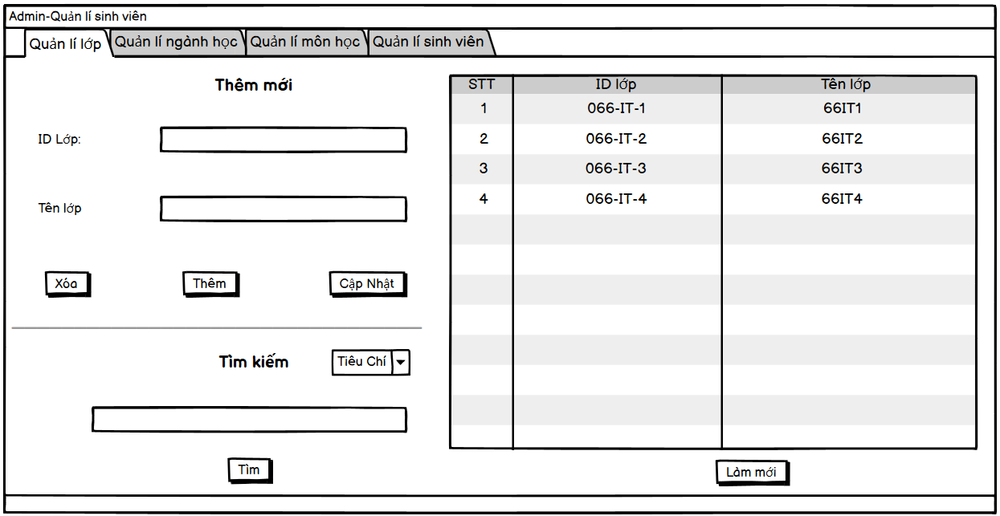 Admin-Quản lí sinh viên
Quản lí lớp Quản lí ngành học Quản lí môn học Quản lí sinh viên
Thêm mới
ID Lớp:
Tên lớp
Xóa Thêm Cập Nhật
Tìm kiếm Tiêu Chí
Tìm
STT ID lớp Tên lớp
1 066-IT-1 66IT1
2 066-IT-2 66IT2
3 066-IT-3 66IT3
4 066-IT-4 66IT4
Làm mới